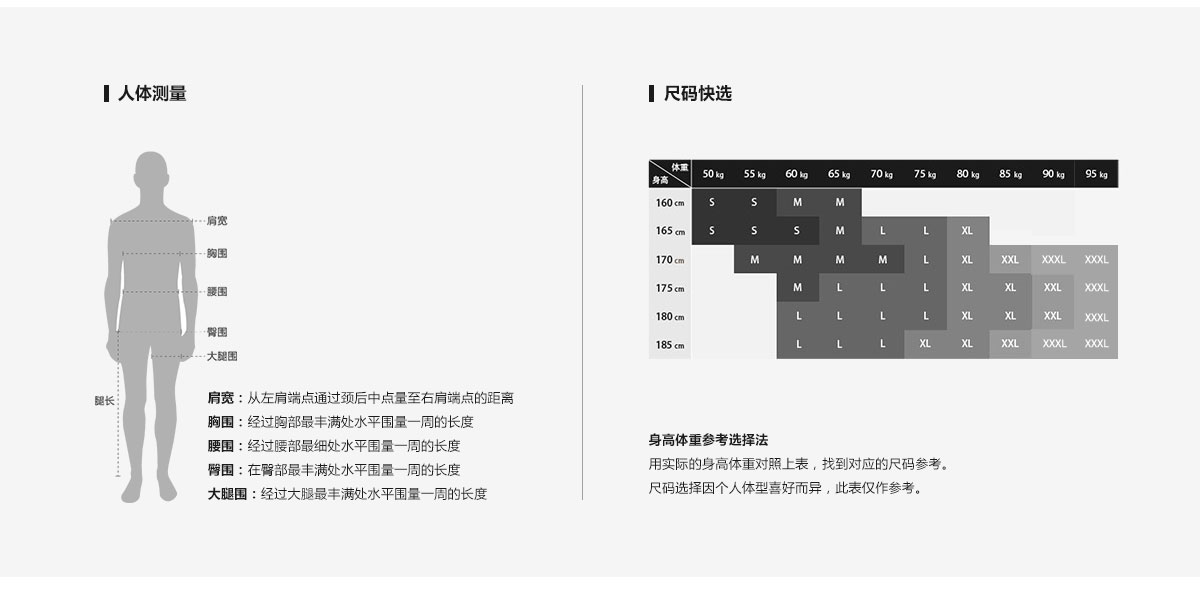 人体测量
肩宽
胸围
腰围
臀围
大腿围
腿长
肩宽：从左肩端点通过颈后中点量至右肩端点的距离
胸围：经过胸部最丰满处水平围量一周的长度
腰围：经过腰部最细处水平围量一周的长度
臀围：在臀部最丰满处水平围量一周的长度
大腿围：经过大腿最丰满处水平围量一周的长度
尺码快选
体重 身高 50 kg 55 kg 60 kg 65 kg 70 kg 75 kg 80 kg 85 kg 90 kg 95 kg
160 cm S S M M
165 cm S S S M L L XL
170 cm M M M M L XL XXL XXXL XXXL
175 cm M L L L XL XL XXL XXXL
180 cm L L L L XL XL XXL XXXL
185 cm L L L XL XL XXL XXXL XXXL
身高体重参考选择法
用实际的身高体重对照上表，找到对应的尺码参考。
尺码选择因个人体型喜好而异，此表仅作参考。